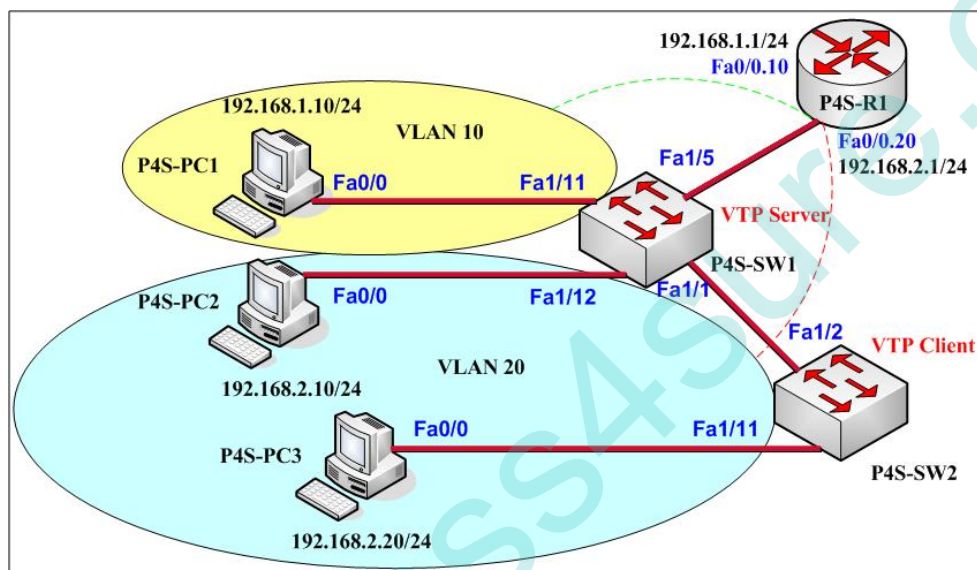 192.168.1.1/24
Fa0/0.10
P4S-R1
Fa0/0.20
192.168.2.1/24
192.168.1.10/24
VLAN 10
P4S-PC1
Fa0/0
Fa1/11
Fa1/5
VTP Server
P4S-SW1
P4S-PC2
Fa0/0
Fa1/12
Fa1/1
Fa1/2
VTP Client
192.168.2.10/24
VLAN 20
Fa0/0
Fa1/11
P4S-PC3
P4S-SW2
192.168.2.20/24
ss4sure.